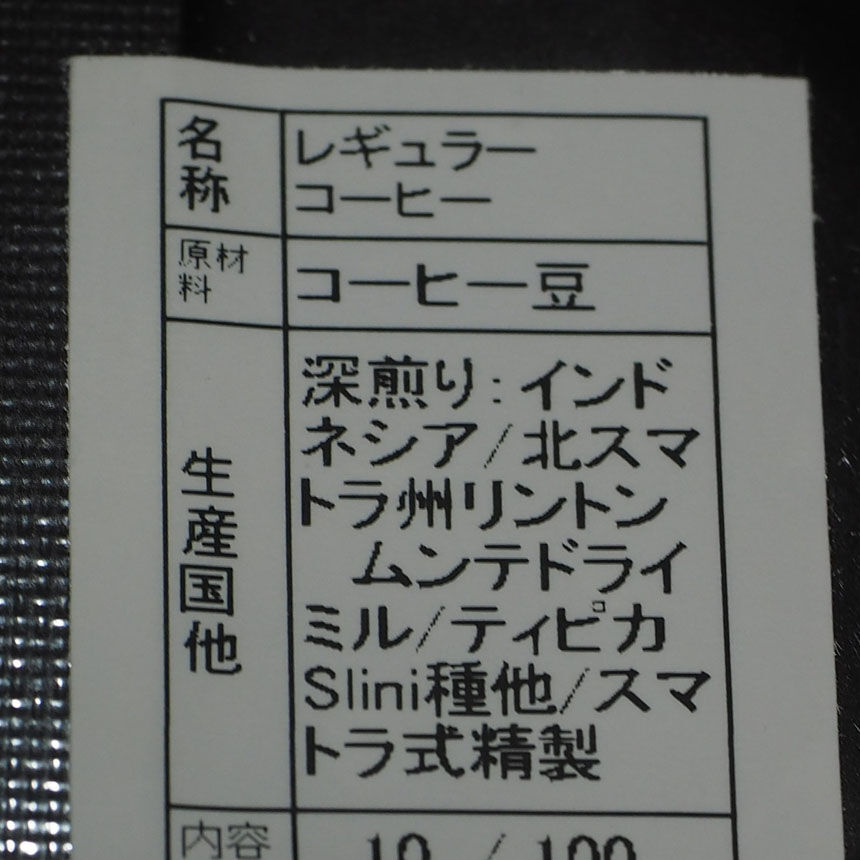 名称
レギュラー
コーヒー
原材料
コーヒー豆
生産国他
深煎り:インド
ネシア/北スマ
トラ州リントン
ムンテドライ
ミル/ティピカ
Slini種他/スマ
トラ式精製
内容
10 / 100